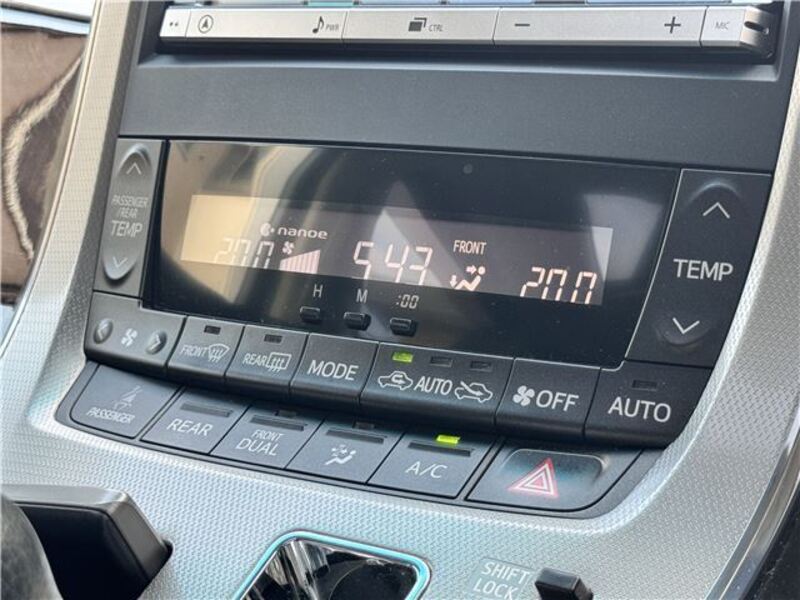 PWR
CTRL
−
+
MIC
PASSENGER
/REAR
TEMP
nanoe
20.0
5:43
FRONT
20.0
H
M
:00
TEMP
FRONT
REAR
MODE
AUTO
OFF
AUTO
PASSENGER
REAR
FRONT
DUAL
A/C
SHIFT
LOCK